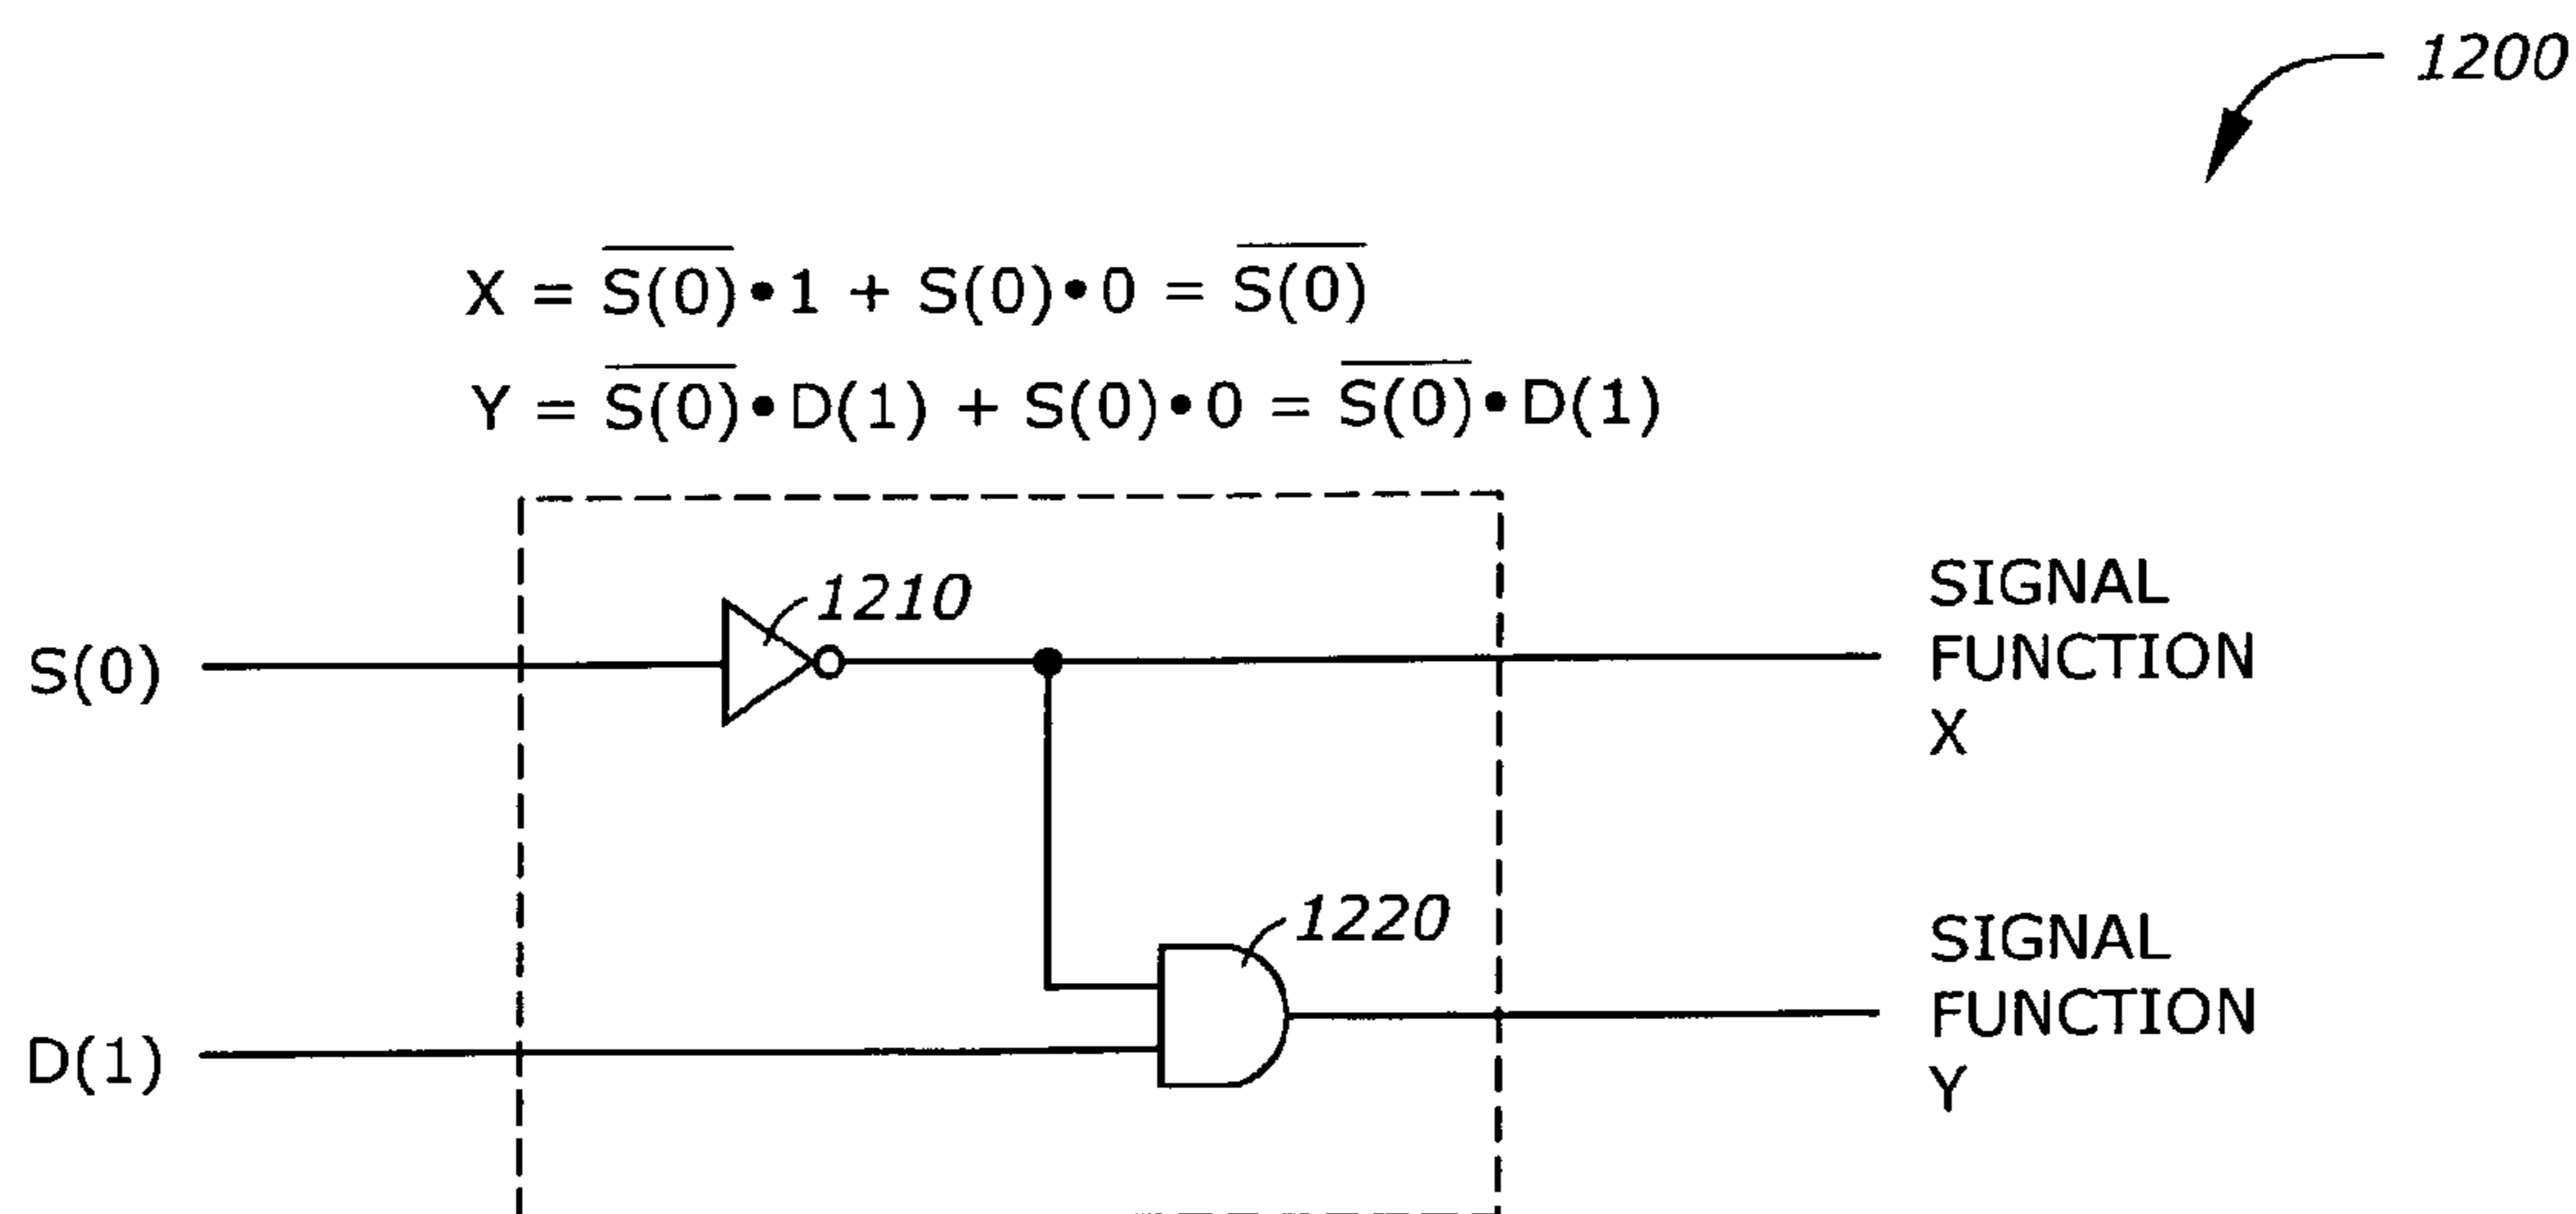 1200
X = S̅(̅0̅)̅•1 + S(0)•0 = S̅(̅0̅)̅
Y = S̅(̅0̅)̅•D(1) + S(0)•0 = S̅(̅0̅)̅•D(1)
1210
S(0)
SIGNAL
FUNCTION
X
1220
D(1)
SIGNAL
FUNCTION
Y